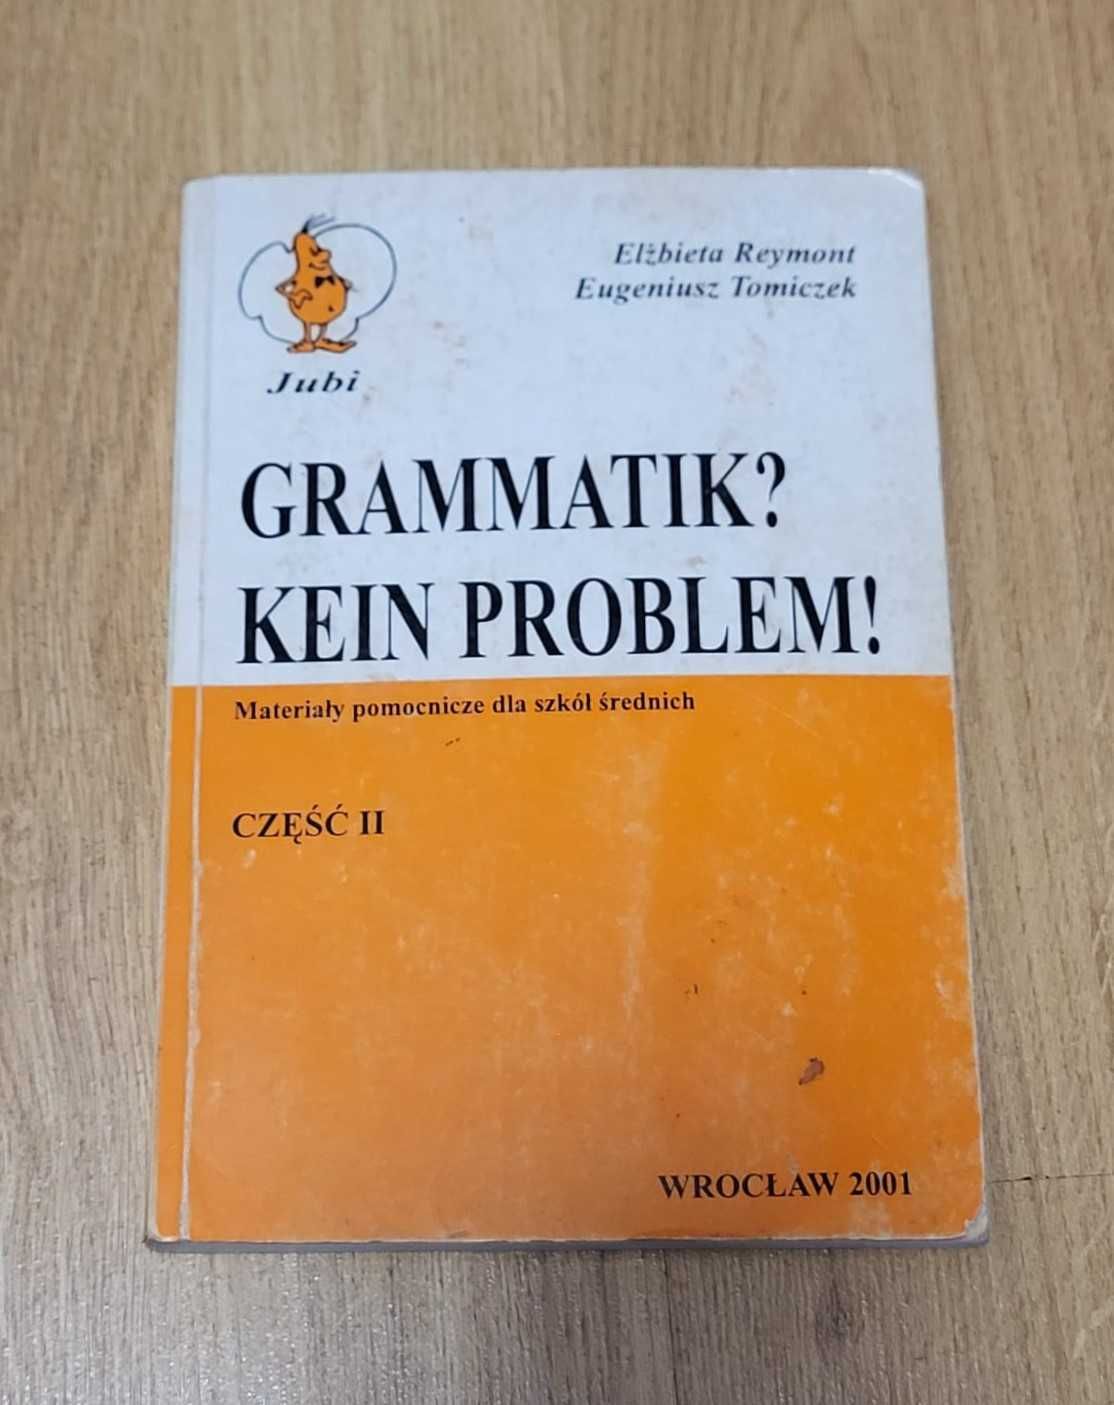 Elżbieta Reymont
Eugeniusz Tomiczek
Jubi
GRAMMATIK?
KEIN PROBLEM!
Materiały pomocnicze dla szkół średnich
CZĘŚĆ II
WROCŁAW 2001